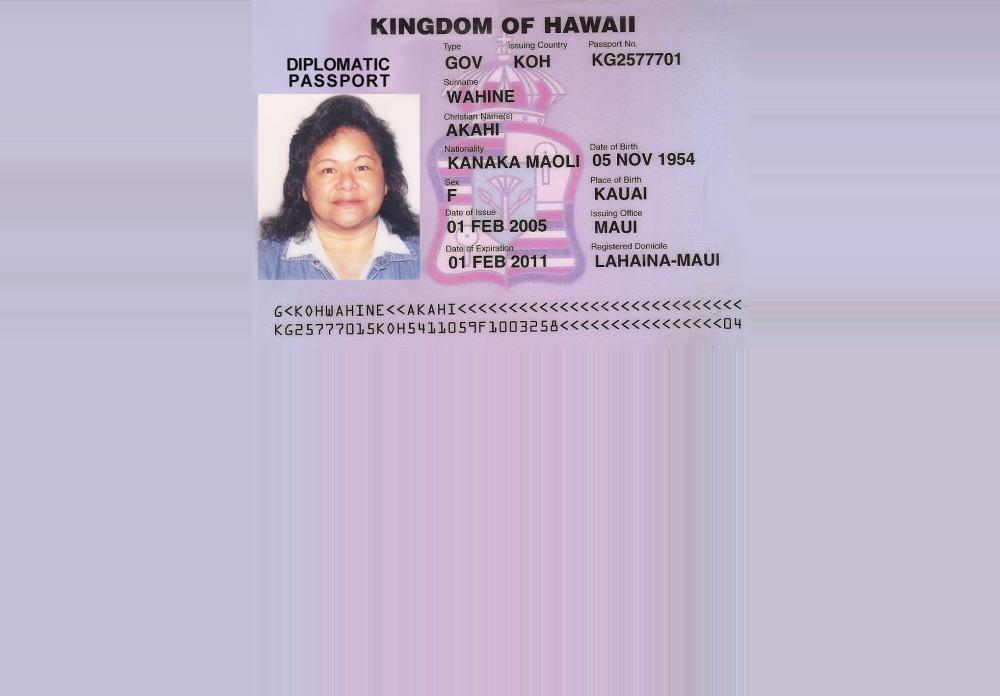 KINGDOM OF HAWAII
DIPLOMATIC
PASSPORT
Type Issuing Country Passport No.
GOV KOH KG2577701
Surname
WAHINE
Christian Name(s)
AKAHI
Nationality Date of Birth
KANAKA MAOLI 05 NOV 1954
Sex Place of Birth
F KAUAI
Date of Issue Issuing Office
01 FEB 2005 MAUI
Date of Expiration Registered Domicile
01 FEB 2011 LAHAINA-MAUI
G<KOHWAHINE<<AKAHI<<<<<<<<<<<<<<<<<<<<<<<<<<<<
KG25777015KOH5411059F1003258<<<<<<<<<<<<<<<<04